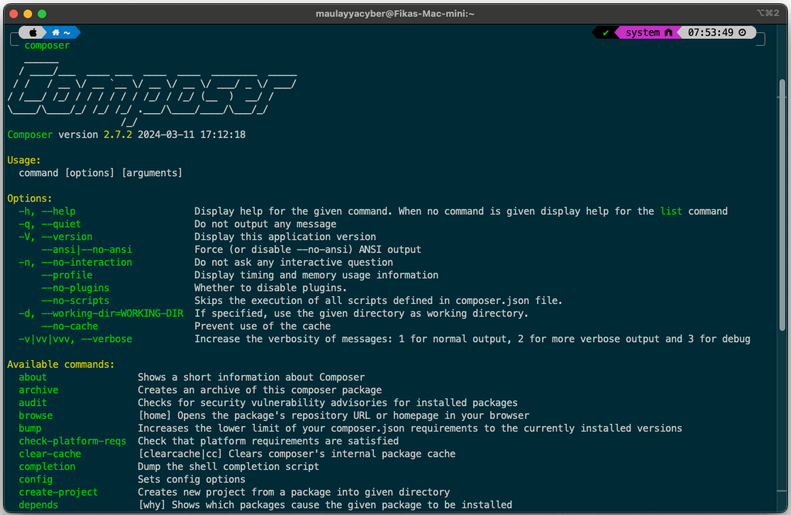 maulayyacyber@Fikas-Mac-mini:~
⌥⌘2
~
✔ system 07:53:49
composer
Composer
Composer version 2.7.2 2024-03-11 17:12:18
Usage:
command [options] [arguments]
Options:
-h, --help Display help for the given command. When no command is given display help for the list command
-q, --quiet Do not output any message
-V, --version Display this application version
--ansi|--no-ansi Force (or disable --no-ansi) ANSI output
-n, --no-interaction Do not ask any interactive question
--profile Display timing and memory usage information
--no-plugins Whether to disable plugins.
--no-scripts Skips the execution of all scripts defined in composer.json file.
-d, --working-dir=WORKING-DIR If specified, use the given directory as working directory.
--no-cache Prevent use of the cache
-v|vv|vvv, --verbose Increase the verbosity of messages: 1 for normal output, 2 for more verbose output and 3 for debug
Available commands:
about Shows a short information about Composer
archive Creates an archive of this composer package
audit Checks for security vulnerability advisories for installed packages
browse [home] Opens the package's repository URL or homepage in your browser
bump Increases the lower limit of your composer.json requirements to the currently installed versions
check-platform-reqs Check that platform requirements are satisfied
clear-cache [clearcache|cc] Clears composer's internal package cache
completion Dump the shell completion script
config Sets config options
create-project Creates new project from a package into given directory
depends [why] Shows which packages cause the given package to be installed